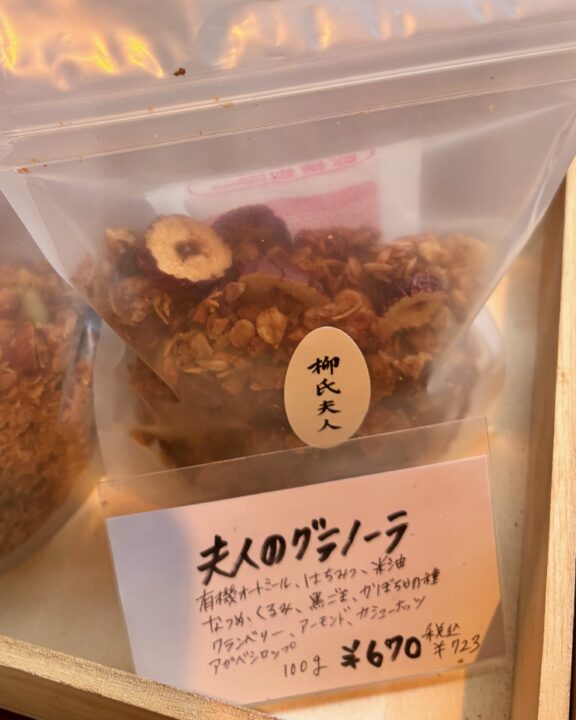 柳氏夫人
夫人のグラノーラ
有機オートミール、はちみつ、米油
なつめ、くるみ、黒ごま、かぼちゃの種
クランベリー、アーモンド、カシューナッツ
アガベシロップ
100g ¥670 税込 ¥723